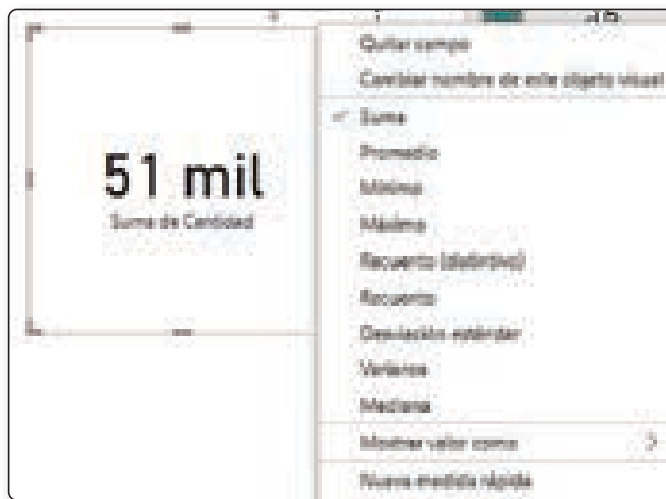 51 mil
Suma de Cantidad
Quitar campo
Cambiar nombre de este objeto visual
Suma
Promedio
Mínimo
Máximo
Recuento (distintivo)
Recuento
Desviación estándar
Varianza
Mediana
Mostrar valor como
Nueva medida rápida